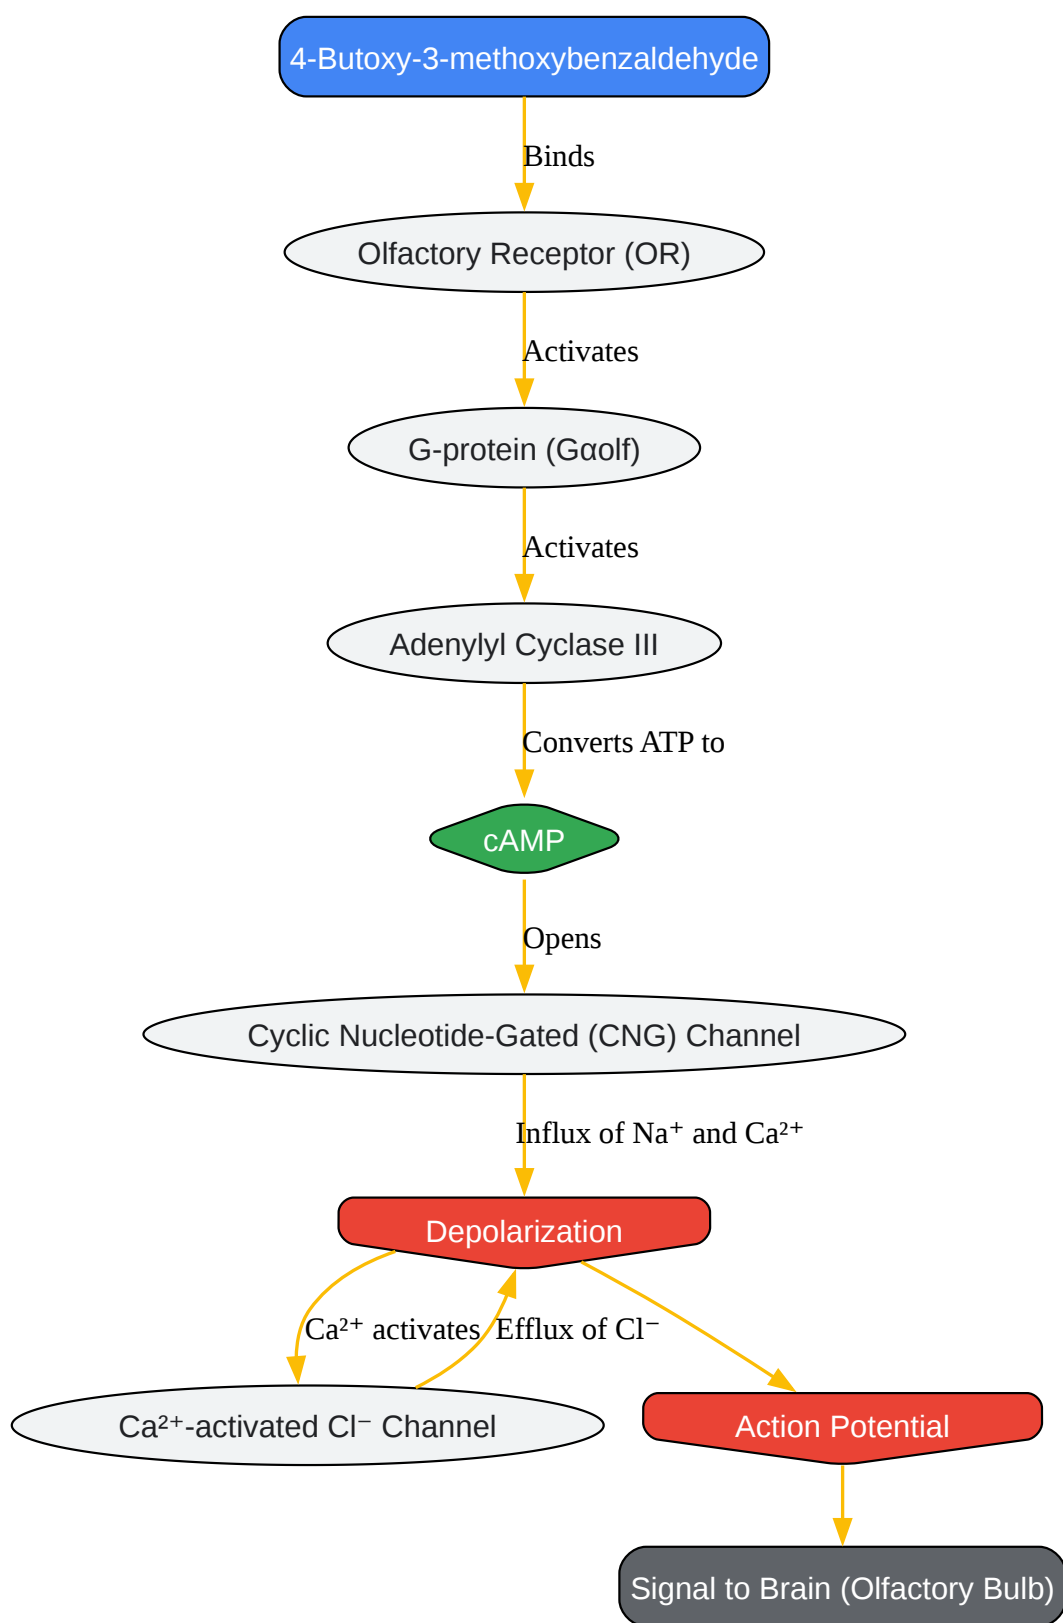 4-Butoxy-3-methoxybenzaldehyde
Binds
Olfactory Receptor (OR)
Activates
G-protein (Gαolf)
Activates
Adenylyl Cyclase III
Converts ATP to
cAMP
Opens
Cyclic Nucleotide-Gated (CNG) Channel
Influx of Na⁺ and Ca²⁺
Depolarization
Ca²⁺ activates
Efflux of Cl⁻
Ca²⁺-activated Cl⁻ Channel
Action Potential
Signal to Brain (Olfactory Bulb)